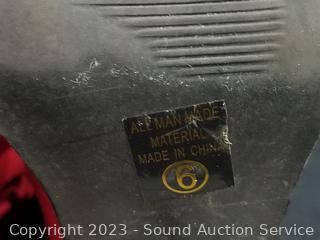 ALL MAN MADE
MATERIAL
MADE IN CHINA
6
Copyright 2023 - Sound Auction Service